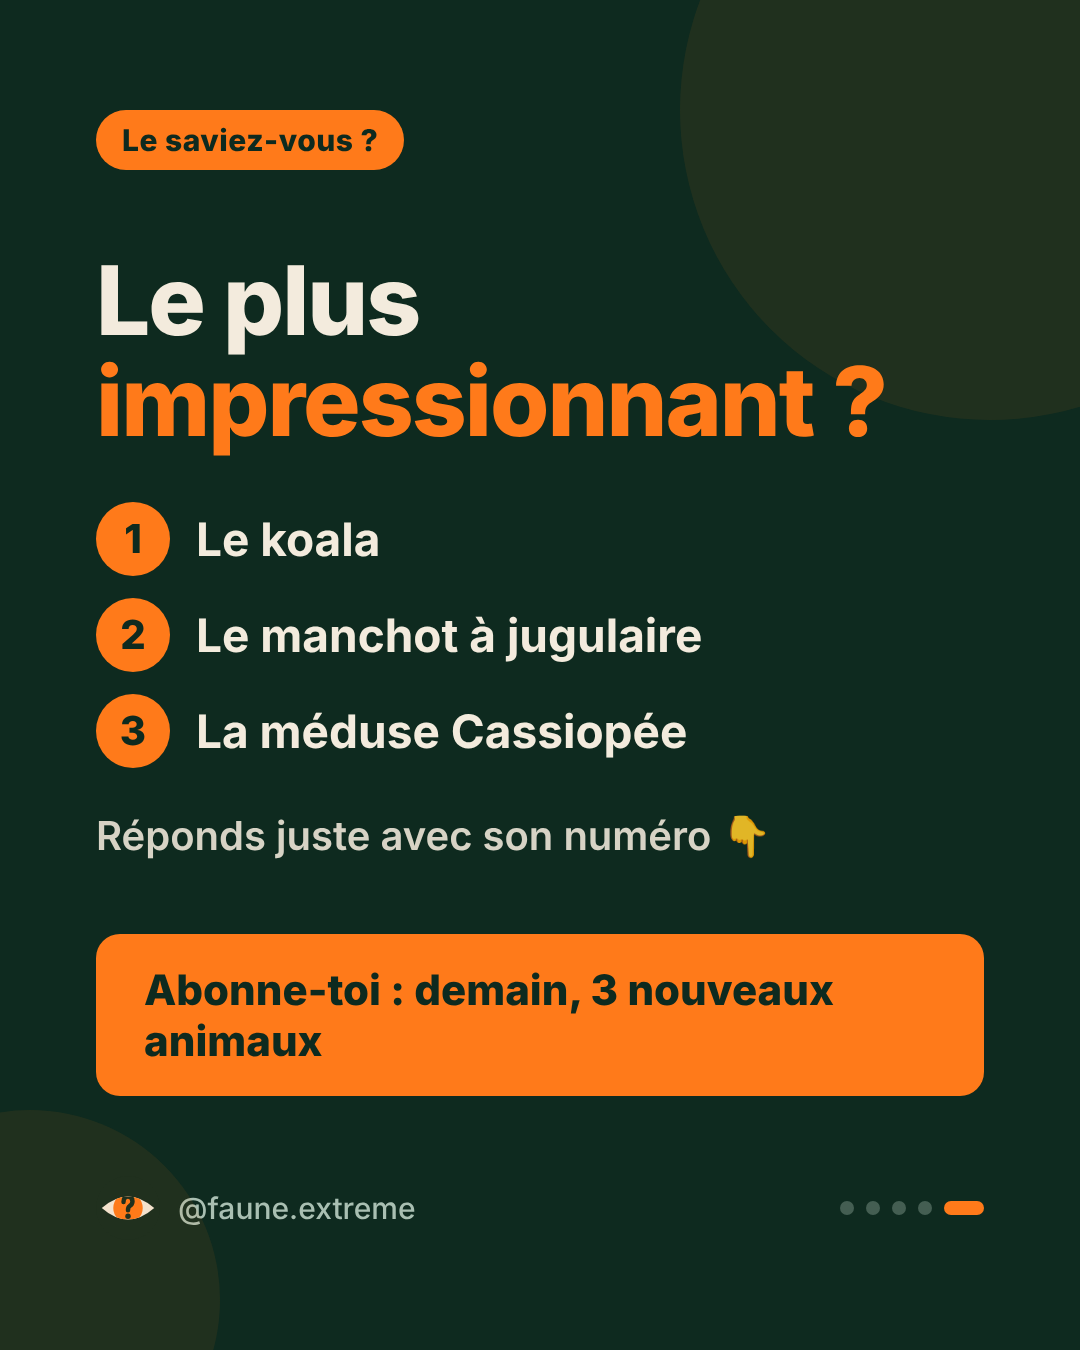 Le saviez-vous ?
Le plus
impressionnant ?
1 Le koala
2 Le manchot à jugulaire
3 La méduse Cassiopée
Réponds juste avec son numéro 👇
Abonne-toi : demain, 3 nouveaux
animaux
? @faune.extreme